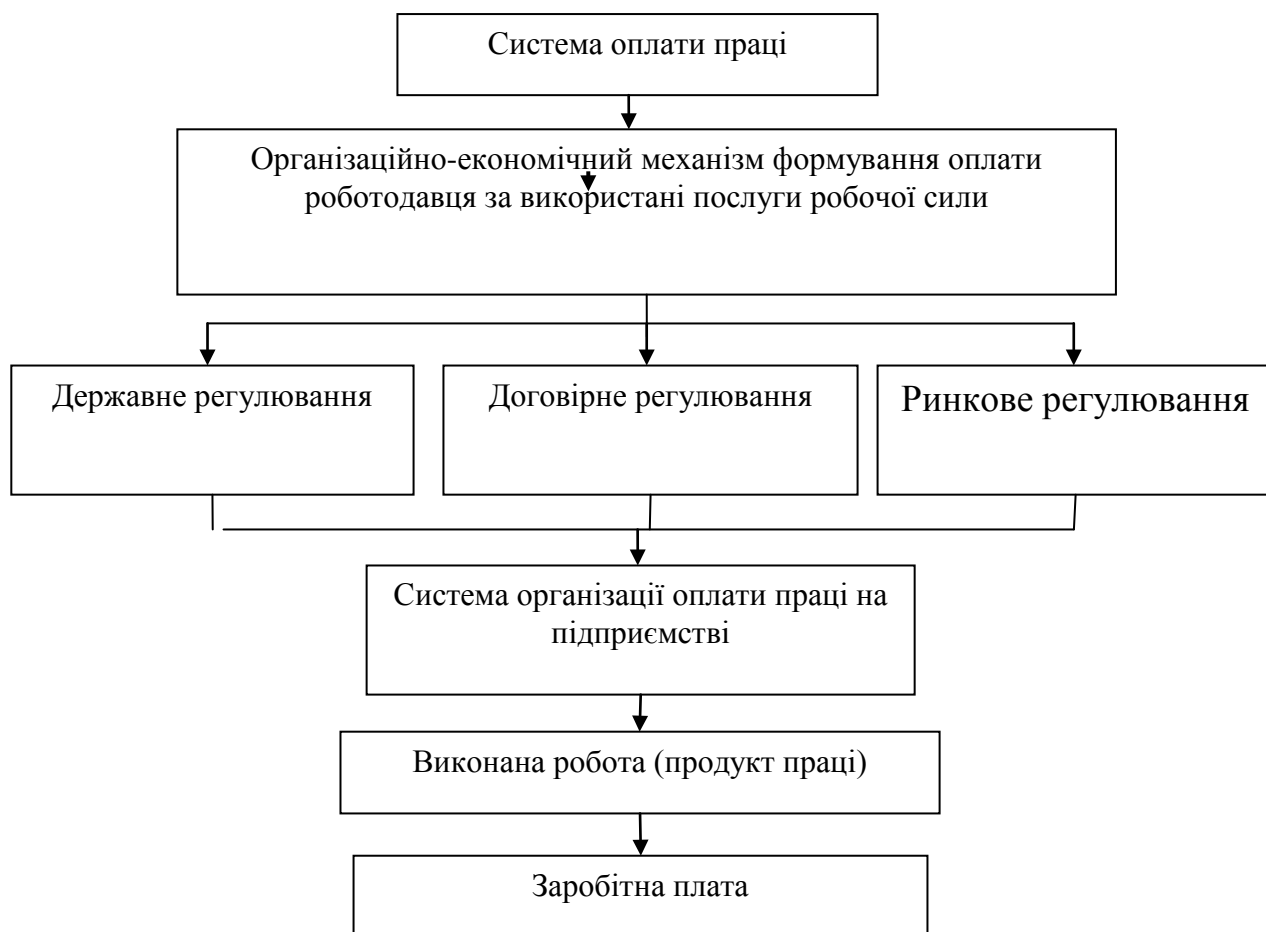 Система оплати праці
Організаційно-економічний механізм формування оплати
роботодавця за використані послуги робочої сили
Державне регулювання
Договірне регулювання
Ринкове регулювання
Система організації оплати праці на
підприємстві
Виконана робота (продукт праці)
Заробітна плата